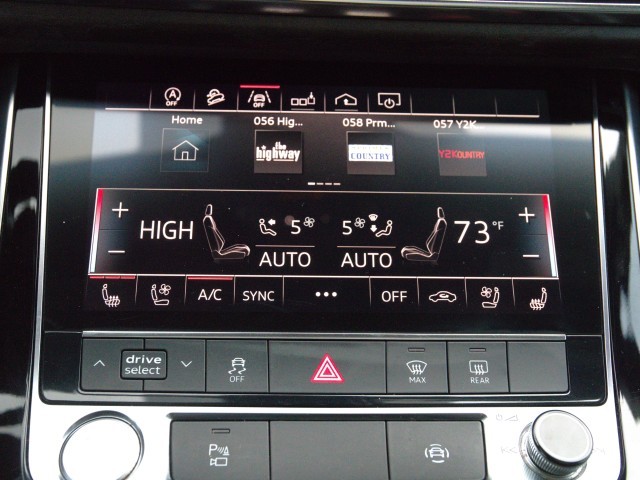 A
OFF
OFF
Home 056 Hig... 058 Prm... 057 Y2K...
the highway
COUNTRY
Y2KOUNTRY
+ HIGH 5 5 73°F +
− AUTO AUTO −
A/C SYNC ••• OFF
drive select
OFF
MAX
REAR
P